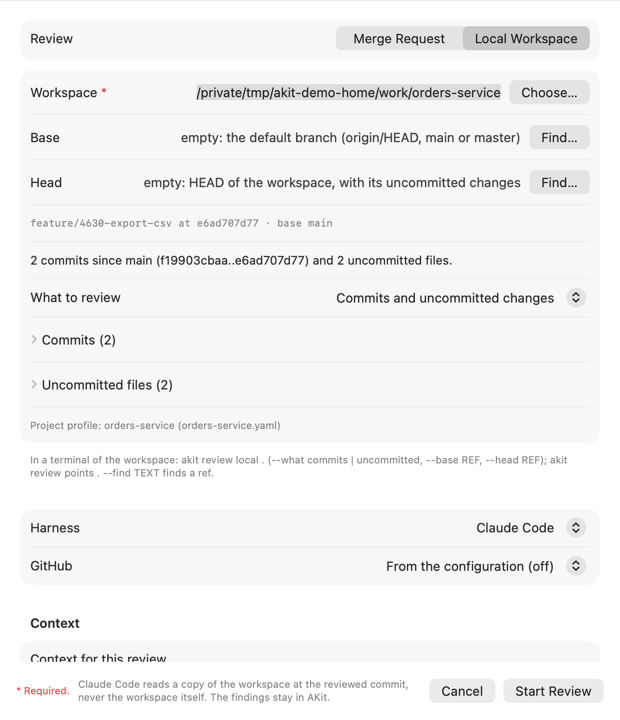 Review
Merge Request
Local Workspace
Workspace *
/private/tmp/akit-demo-home/work/orders-service
Choose...
Base
empty: the default branch (origin/HEAD, main or master)
Find...
Head
empty: HEAD of the workspace, with its uncommitted changes
Find...
feature/4630-export-csv at e6ad707d77 · base main
2 commits since main (f19903cbaa..e6ad707d77) and 2 uncommitted files.
What to review
Commits and uncommitted changes
Commits (2)
Uncommitted files (2)
Project profile: orders-service (orders-service.yaml)
In a terminal of the workspace: akit review local . (--what commits | uncommitted, --base REF, --head REF); akit
review points . --find TEXT finds a ref.
Harness
Claude Code
GitHub
From the configuration (off)
Context
Context for this review
* Required.
Claude Code reads a copy of the workspace at the reviewed commit,
never the workspace itself. The findings stay in AKit.
Cancel
Start Review